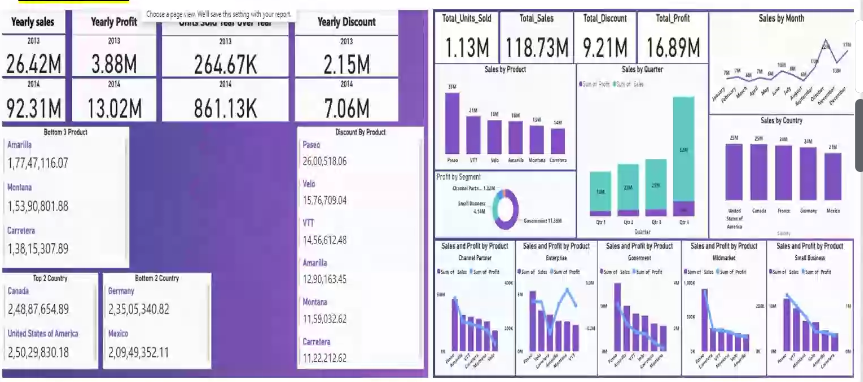 Yearly sales
2013
26.42M
2014
92.31M
Yearly Profit
2013
3.88M
2014
13.02M
Choose a page view. We'll save this setting with your report.
Units Sold Year Over Year
2013
264.67K
2014
861.13K
Yearly Discount
2013
2.15M
2014
7.06M
Bottom 3 Product
Amarilla
1,77,47,116.07
Montana
1,53,90,801.88
Carretera
1,38,15,307.89
Top 2 Country
Canada
2,48,87,654.89
United States of America
2,50,29,830.18
Bottom 2 Country
Germany
2,35,05,340.82
Mexico
2,09,49,352.11
Discount By Product
Paseo
26,00,518.06
Velo
15,76,709.04
VTT
14,56,612.48
Amarilla
12,90,163.45
Montana
11,59,032.62
Carretera
11,22,212.62
Total_Units_Sold
1.13M
Total_Sales
118.73M
Total_Discount
9.21M
Total_Profit
16.89M
Sales by Month
January
February
March
April
May
June
July
August
September
October
November
December
Sales by Product
33M
21M
18M
18M
15M
14M
Paseo VTT Velo Amarilla Montana Carretera
Sales by Quarter
Sum of Profit Sum of Sales
Qtr 1 Qtr 2 Qtr 3 Qtr 4
Quarter
Sales by Country
25M 25M 24M 24M 21M
United States of America
Canada
France
Germany
Mexico
Country
Profit by Segment
Channel Partn... 1.32M
Small Business
4.14M
Government 11.39M
Sales and Profit by Product
Channel Partner
Sum of Sales Sum of Profit
Sales and Profit by Product
Enterprise
Sum of Sales Sum of Profit
Sales and Profit by Product
Government
Sum of Sales Sum of Profit
Sales and Profit by Product
Midmarket
Sum of Sales Sum of Profit
Sales and Profit by Product
Small Business
Sum of Sales Sum of Profit